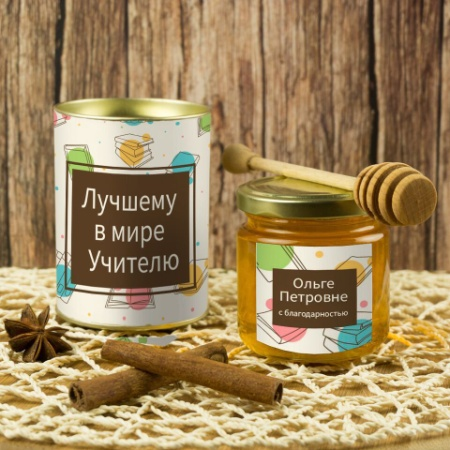 Лучшему
в мире
Учителю
Ольге
Петровне
с благодарностью